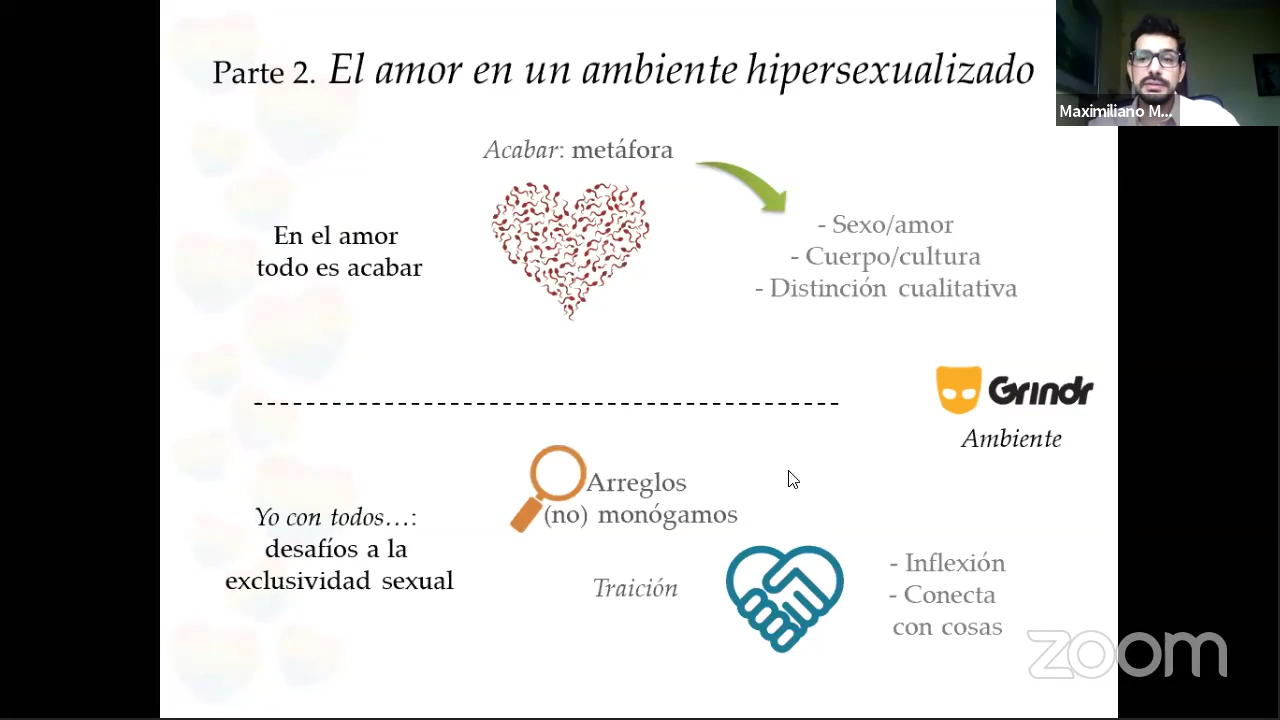 Parte 2. El amor en un ambiente hipersexualizado
Maximiliano M...
Acabar: metáfora
En el amor
todo es acabar
- Sexo/amor
- Cuerpo/cultura
- Distinción cualitativa
Grindr
Ambiente
Yo con todos…:
desafíos a la
exclusividad sexual
Arreglos
(no) monógamos
Traición
- Inflexión
- Conecta
con cosas
zoom